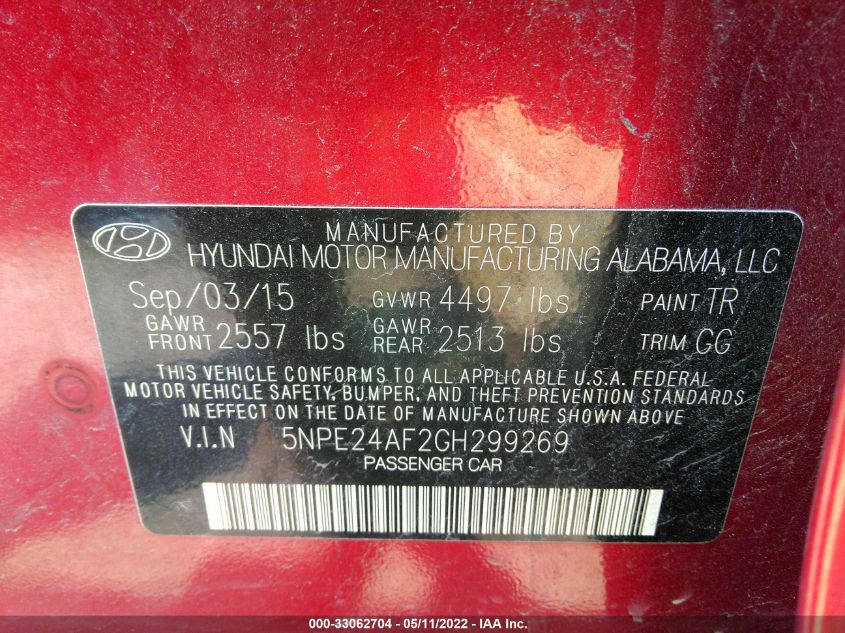 MANUFACTURED BY
HYUNDAI MOTOR MANUFACTURING ALABAMA, LLC
Sep/03/15 GVWR 4497 lbs PAINT TR
GAWR FRONT 2557 lbs GAWR REAR 2513 lbs TRIM GG
THIS VEHICLE CONFORMS TO ALL APPLICABLE U.S.A. FEDERAL
MOTOR VEHICLE SAFETY, BUMPER, AND THEFT PREVENTION STANDARDS
IN EFFECT ON THE DATE OF MANUFACTURE SHOWN ABOVE.
V.I.N 5NPE24AF2GH299269
PASSENGER CAR
000-33062704 - 05/11/2022 - IAA Inc.